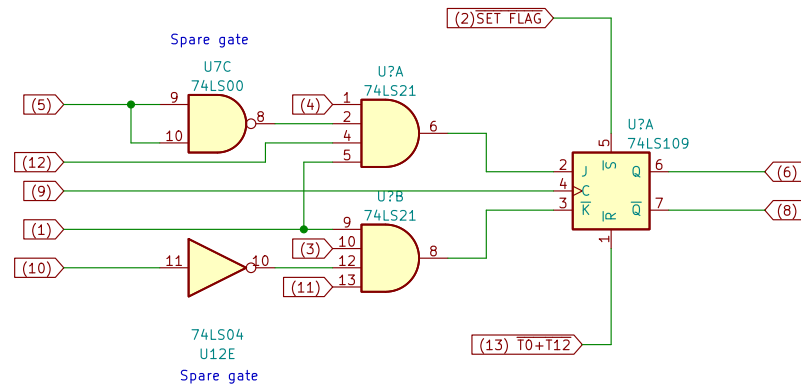 (2)SET FLAG
Spare gate
U7C
74LS00
U?A
74LS21
(5)
9
10
8
(4)
1
2
4
5
6
(12)
U?A
74LS109
5
2
J
S
Q
6
(6)
(9)
4
C
3
K
R
Q
7
(8)
1
U?B
74LS21
(1)
9
(3)
10
12
(11)
13
8
(10)
11
10
(13) T0+T12
74LS04
U12E
Spare gate